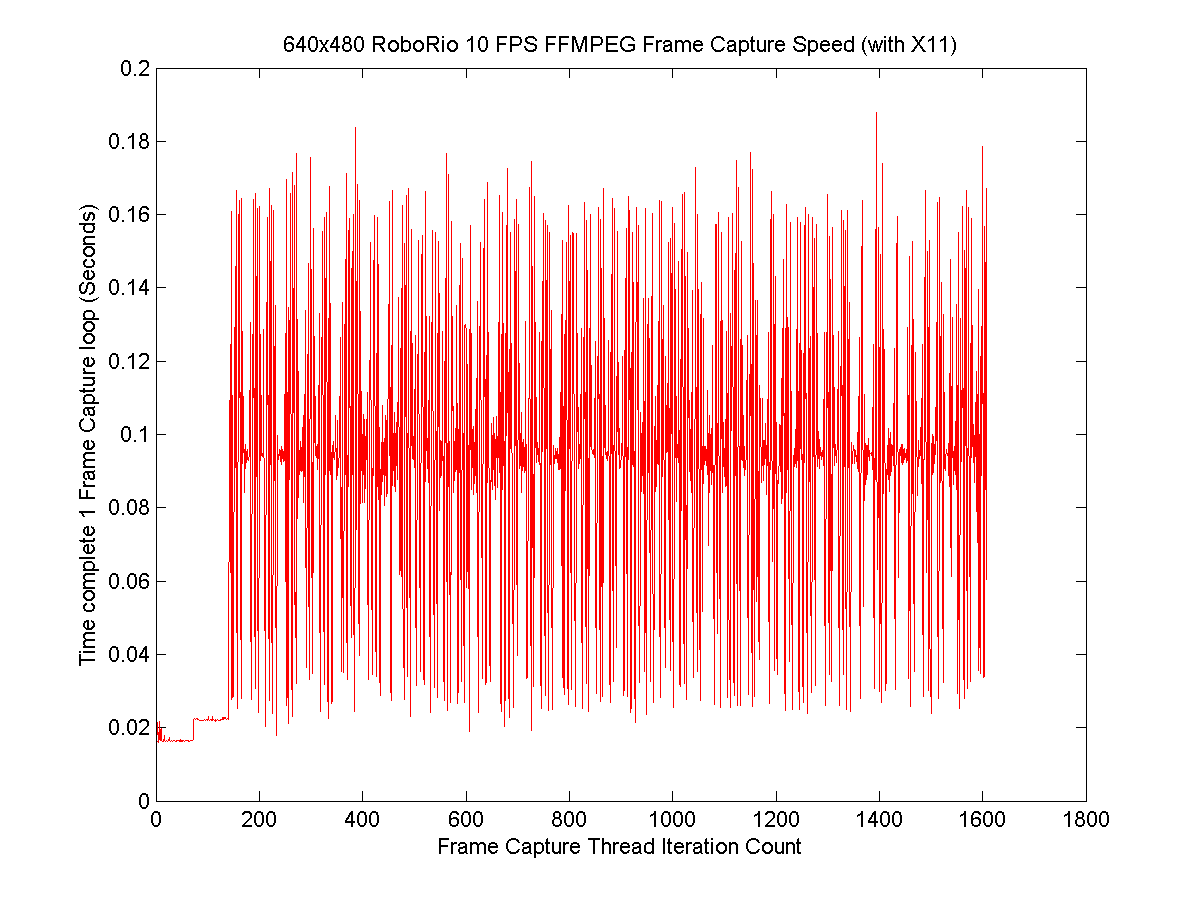 640x480 RoboRio 10 FPS FFMPEG Frame Capture Speed (with X11)
Time complete 1 Frame Capture loop (Seconds)
0.2
0.18
0.16
0.14
0.12
0.1
0.08
0.06
0.04
0.02
0
0 200 400 600 800 1000 1200 1400 1600 1800
Frame Capture Thread Iteration Count